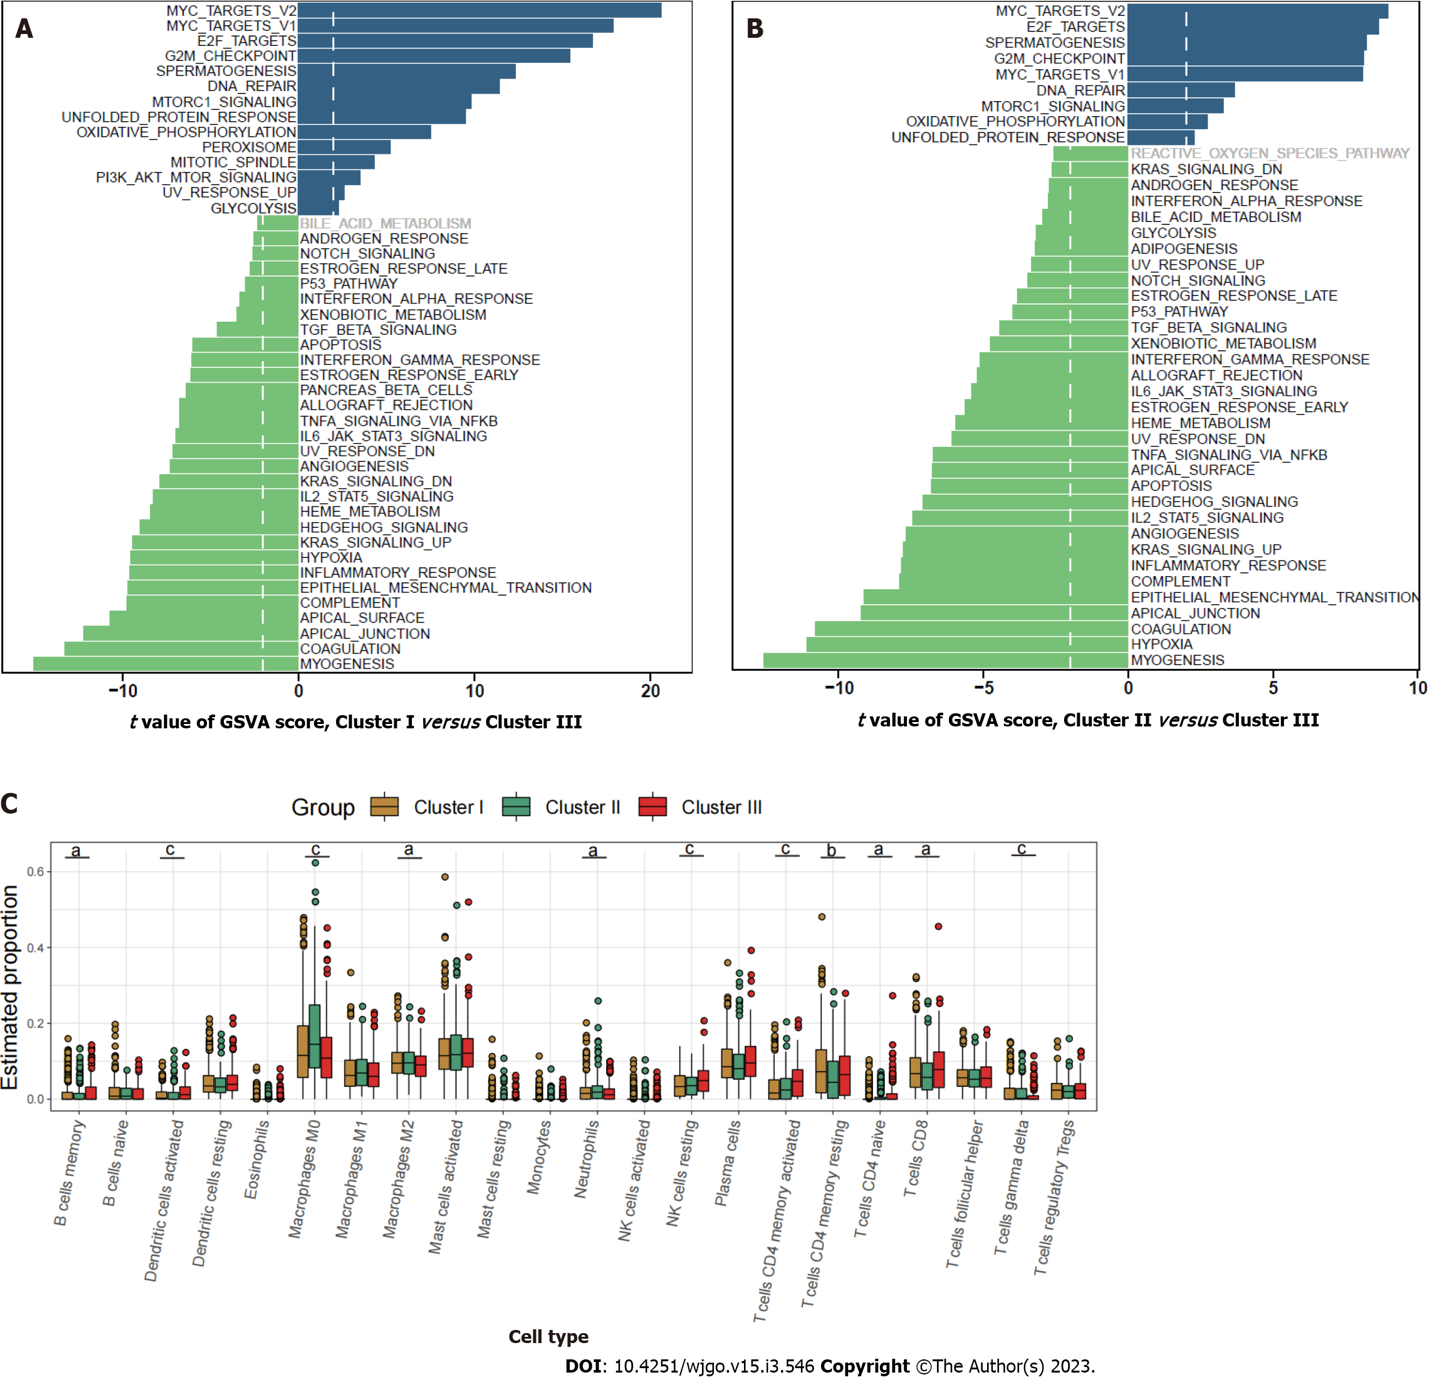 A
MYC_TARGETS_V2
MYC_TARGETS_V1
E2F_TARGETS
G2M_CHECKPOINT
SPERMATOGENESIS
DNA_REPAIR
MTORC1_SIGNALING
UNFOLDED_PROTEIN_RESPONSE
OXIDATIVE_PHOSPHORYLATION
PEROXISOME
MITOTIC_SPINDLE
PI3K_AKT_MTOR_SIGNALING
UV_RESPONSE_UP
GLYCOLYSIS
BILE_ACID_METABOLISM
ANDROGEN_RESPONSE
NOTCH_SIGNALING
ESTROGEN_RESPONSE_LATE
P53_PATHWAY
INTERFERON_ALPHA_RESPONSE
XENOBIOTIC_METABOLISM
TGF_BETA_SIGNALING
APOPTOSIS
INTERFERON_GAMMA_RESPONSE
ESTROGEN_RESPONSE_EARLY
PANCREAS_BETA_CELLS
ALLOGRAFT_REJECTION
TNFA_SIGNALING_VIA_NFKB
IL6_JAK_STAT3_SIGNALING
UV_RESPONSE_DN
ANGIOGENESIS
KRAS_SIGNALING_DN
IL2_STAT5_SIGNALING
HEME_METABOLISM
HEDGEHOG_SIGNALING
KRAS_SIGNALING_UP
HYPOXIA
INFLAMMATORY_RESPONSE
EPITHELIAL_MESENCHYMAL_TRANSITION
COMPLEMENT
APICAL_SURFACE
APICAL_JUNCTION
COAGULATION
MYOGENESIS
−10 0 10 20
t value of GSVA score, Cluster I versus Cluster III
B
MYC_TARGETS_V2
E2F_TARGETS
SPERMATOGENESIS
G2M_CHECKPOINT
MYC_TARGETS_V1
DNA_REPAIR
MTORC1_SIGNALING
OXIDATIVE_PHOSPHORYLATION
UNFOLDED_PROTEIN_RESPONSE
REACTIVE_OXYGEN_SPECIES_PATHWAY
KRAS_SIGNALING_DN
ANDROGEN_RESPONSE
INTERFERON_ALPHA_RESPONSE
BILE_ACID_METABOLISM
GLYCOLYSIS
ADIPOGENESIS
UV_RESPONSE_UP
NOTCH_SIGNALING
ESTROGEN_RESPONSE_LATE
P53_PATHWAY
TGF_BETA_SIGNALING
XENOBIOTIC_METABOLISM
INTERFERON_GAMMA_RESPONSE
ALLOGRAFT_REJECTION
IL6_JAK_STAT3_SIGNALING
ESTROGEN_RESPONSE_EARLY
HEME_METABOLISM
UV_RESPONSE_DN
TNFA_SIGNALING_VIA_NFKB
APICAL_SURFACE
APOPTOSIS
HEDGEHOG_SIGNALING
IL2_STAT5_SIGNALING
ANGIOGENESIS
KRAS_SIGNALING_UP
INFLAMMATORY_RESPONSE
COMPLEMENT
EPITHELIAL_MESENCHYMAL_TRANSITION
APICAL_JUNCTION
COAGULATION
HYPOXIA
MYOGENESIS
−10 −5 0 5 10
t value of GSVA score, Cluster II versus Cluster III
C
Group Cluster I Cluster II Cluster III
a c c a a c c b a a c
Estimated proportion
0.6
0.4
0.2
0.0
B cells memory
B cells naive
Dendritic cells activated
Dendritic cells resting
Eosinophils
Macrophages M0
Macrophages M1
Macrophages M2
Mast cells activated
Mast cells resting
Monocytes
Neutrophils
NK cells activated
NK cells resting
Plasma cells
T cells CD4 memory activated
T cells CD4 memory resting
T cells CD4 naive
T cells CD8
T cells follicular helper
T cells gamma delta
T cells regulatory Tregs
Cell type
DOI: 10.4251/wjgo.v15.i3.546 Copyright ©The Author(s) 2023.